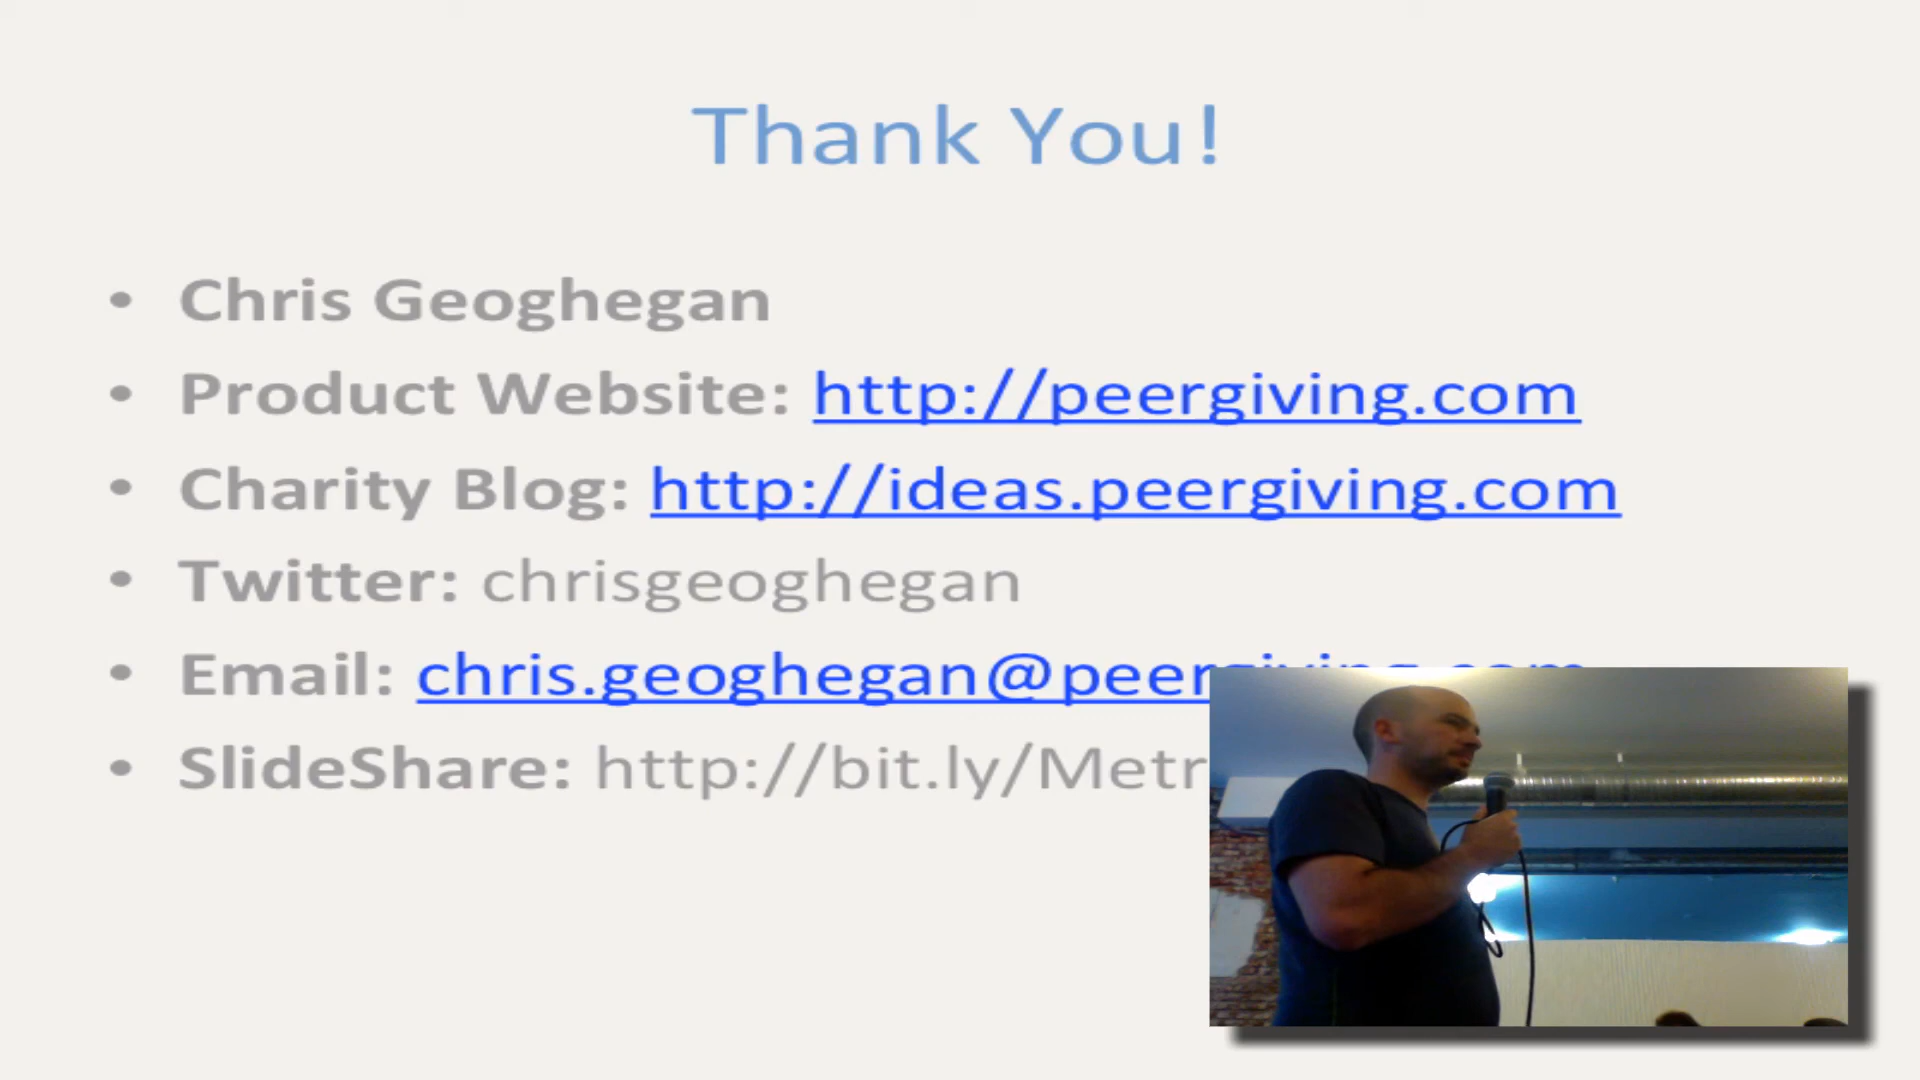 Thank You!
• Chris Geoghegan
• Product Website: http://peergiving.com
• Charity Blog: http://ideas.peergiving.com
• Twitter: chrisgeoghegan
• Email: chris.geoghegan@peergiving.com
• SlideShare: http://bit.ly/Metr